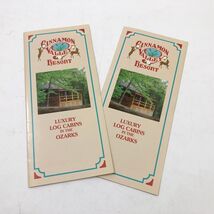 CINNAMON
VALLEY
RESORT
LUXURY
LOG CABINS
IN THE
OZARKS
CINNAMON
VALLEY
RESORT
LUXURY
LOG CABINS
IN THE
OZARKS